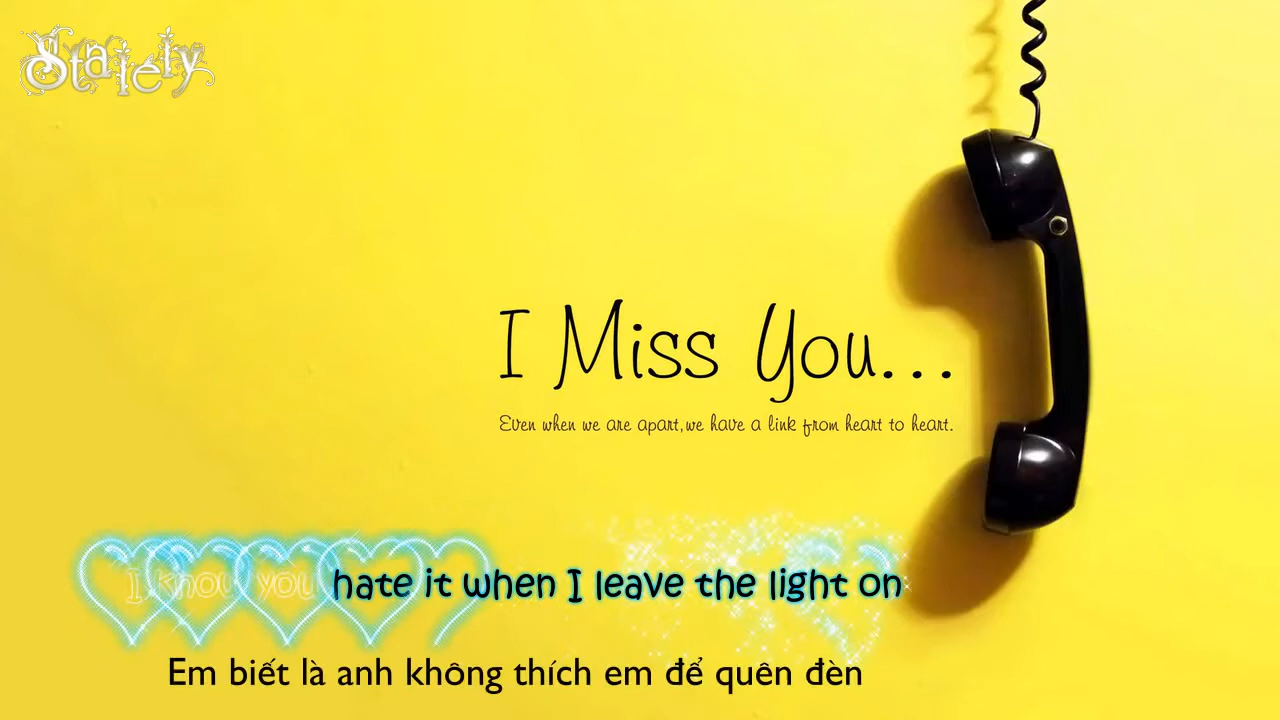 Stately
I Miss You...
Even when we are apart,we have a link from heart to heart.
I know you hate it when I leave the light on
Em biết là anh không thích em để quên đèn